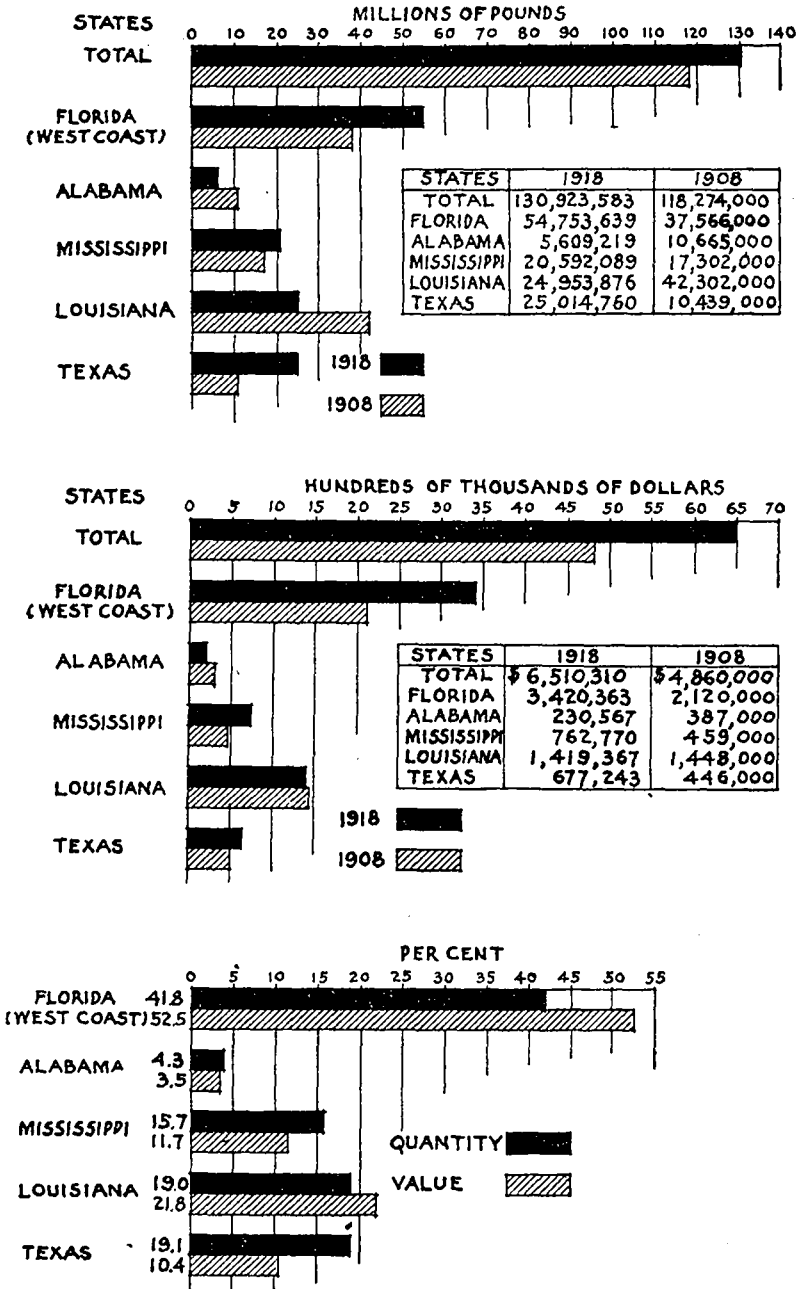 MILLIONS OF POUNDS
STATES 0 10 20 30 40 50 60 70 80 90 100 110 120 130 140
TOTAL
FLORIDA
(WEST COAST)
ALABAMA
MISSISSIPPI
LOUISIANA
TEXAS
STATES 1918 1908
TOTAL 130,923,583 118,274,000
FLORIDA 54,753,639 37,566,000
ALABAMA 5,609,219 10,665,000
MISSISSIPPI 20,592,089 17,302,000
LOUISIANA 24,953,876 42,302,000
TEXAS 25,014,760 10,439,000
1918
1908
HUNDREDS OF THOUSANDS OF DOLLARS
STATES 0 5 10 15 20 25 30 35 40 45 50 55 60 65 70
TOTAL
FLORIDA
(WEST COAST)
ALABAMA
MISSISSIPPI
LOUISIANA
TEXAS
STATES 1918 1908
TOTAL $6,510,310 $4,860,000
FLORIDA 3,420,363 2,120,000
ALABAMA 230,567 387,000
MISSISSIPPI 762,770 459,000
LOUISIANA 1,419,367 1,448,000
TEXAS 677,243 446,000
1918
1908
PER CENT
0 5 10 15 20 25 30 35 40 45 50 55
FLORIDA 41.8
(WEST COAST) 52.5
ALABAMA 4.3
3.5
MISSISSIPPI 15.7
11.7
LOUISIANA 19.0
21.8
TEXAS 19.1
10.4
QUANTITY
VALUE